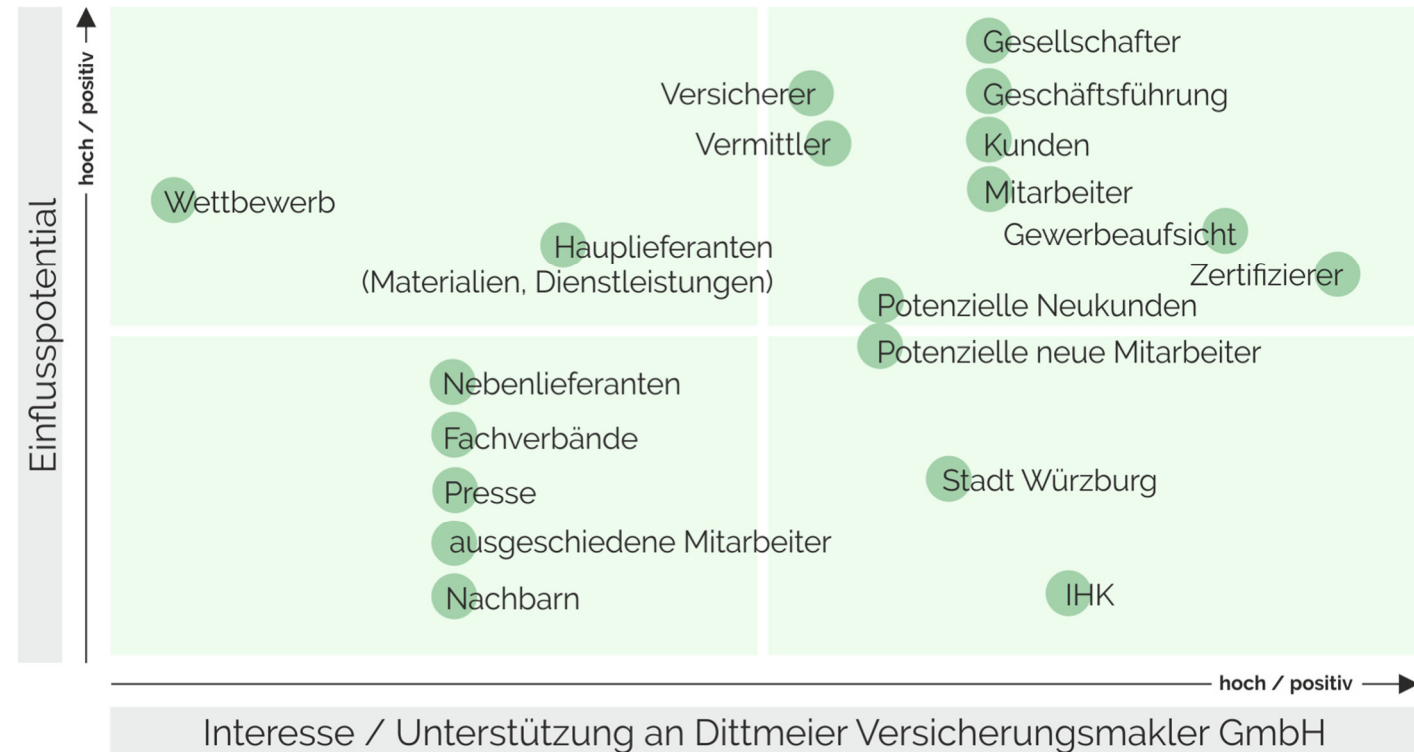 Einflusspotential
hoch / positiv
Gesellschafter
Versicherer
Geschäftsführung
Vermittler
Kunden
Mitarbeiter
Wettbewerb
Gewerbeaufsicht
Hauplieferanten
(Materialien, Dienstleistungen)
Zertifizierer
Potenzielle Neukunden
Potenzielle neue Mitarbeiter
Nebenlieferanten
Fachverbände
Stadt Würzburg
Presse
ausgeschiedene Mitarbeiter
IHK
Nachbarn
hoch / positiv
Interesse / Unterstützung an Dittmeier Versicherungsmakler GmbH